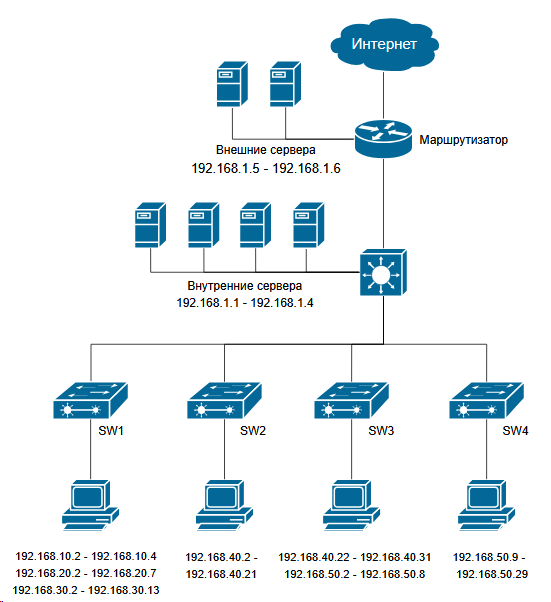 Интернет
Маршрутизатор
Внешние сервера
192.168.1.5 - 192.168.1.6
Внутренние сервера
192.168.1.1 - 192.168.1.4
SW1
SW2
SW3
SW4
192.168.10.2 - 192.168.10.4
192.168.20.2 - 192.168.20.7
192.168.30.2 - 192.168.30.13
192.168.40.2 -
192.168.40.21
192.168.40.22 - 192.168.40.31
192.168.50.2 - 192.168.50.8
192.168.50.9 -
192.168.50.29